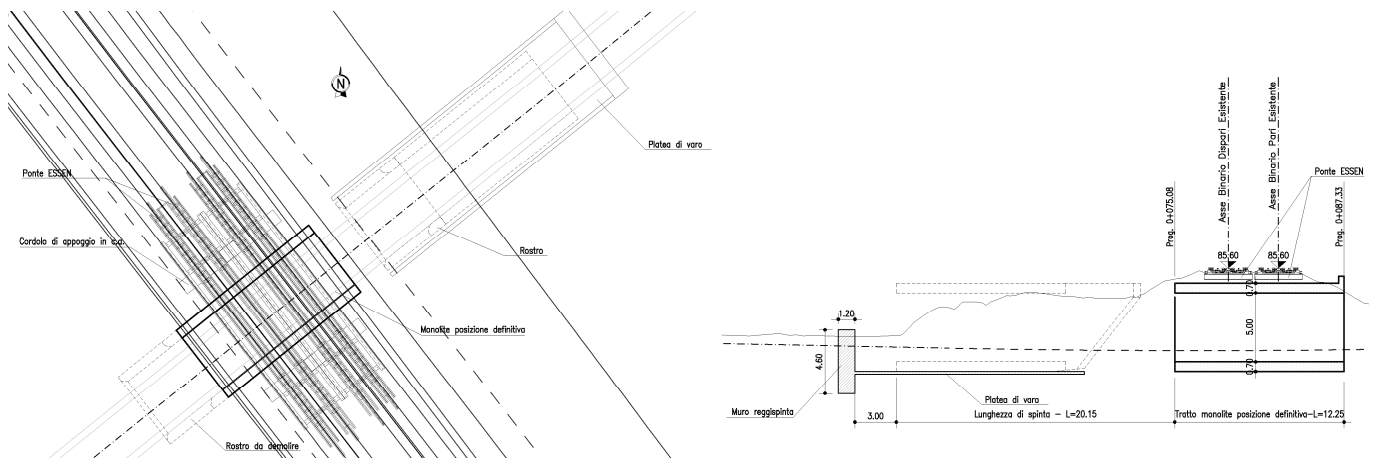 N
Platea di varo
Ponte ESSEN
Cordolo di appoggio in c.a.
Rostro
Monolite posizione definitiva
Rostro da demolire
Asse Binario Dispari Esistente
Asse Binario Pari Esistente
Ponte ESSEN
Prog. 0+075.08
Prog. 0+087.33
85.60
85.60
0.70
1.20
5.00
4.60
0.70
Platea di varo
Muro reggispinta
3.00
Lunghezza di spinta - L=20.15
Tratto monolite posizione definitiva-L=12.25